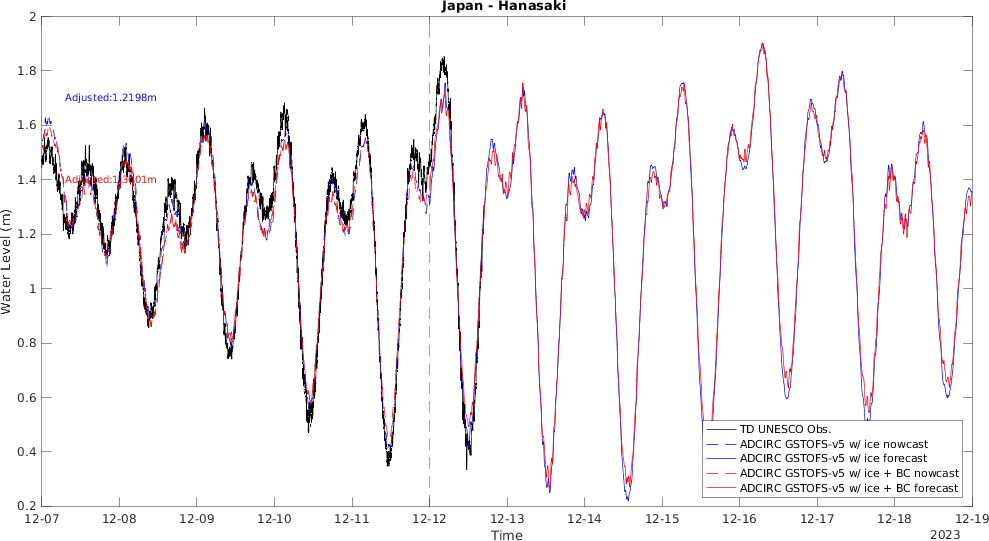 Japan - Hanasaki
2
1.8
1.6
1.4
1.2
1
0.8
0.6
0.4
0.2
Water Level (m)
Adjusted:1.2198m
TD UNESCO Obs.
ADCIRC GSTOFS-v5 w/ ice nowcast
ADCIRC GSTOFS-v5 w/ ice forecast
ADCIRC GSTOFS-v5 w/ ice + BC nowcast
ADCIRC GSTOFS-v5 w/ ice + BC forecast
12-07 12-08 12-09 12-10 12-11 12-12 12-13 12-14 12-15 12-16 12-17 12-18 12-19
Time
2023